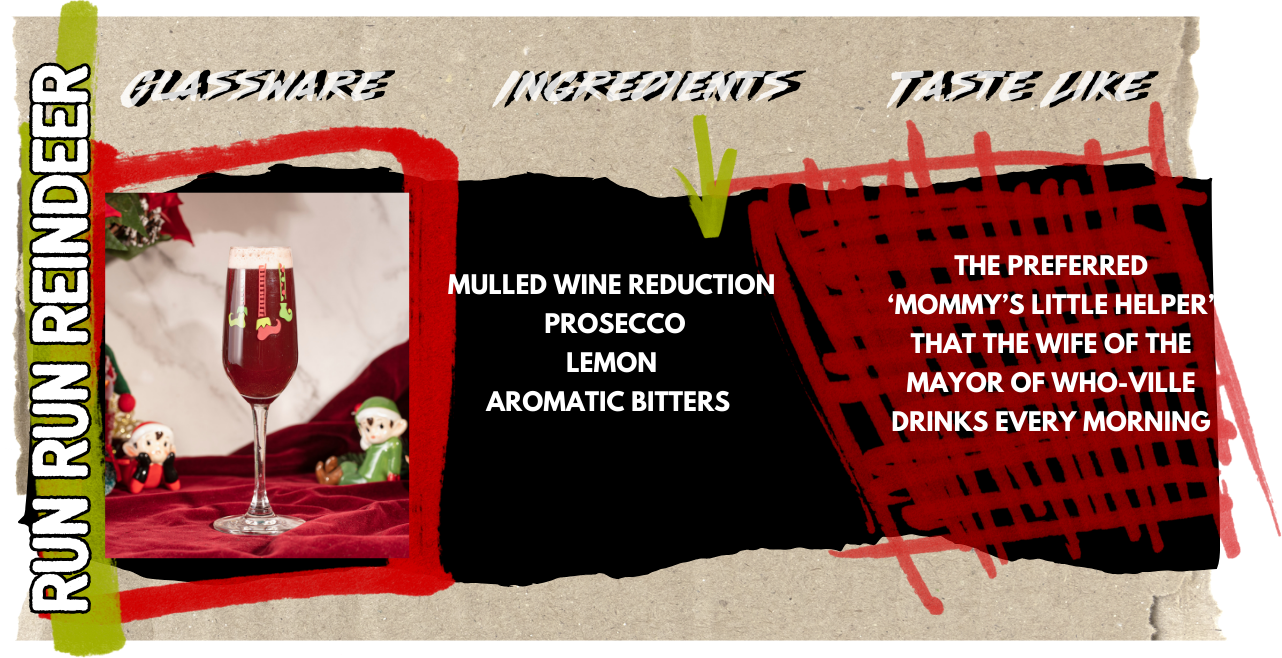 RUN RUN REINDEER
GLASSWARE
INGREDIENTS
TASTE LIKE
MULLED WINE REDUCTION
PROSECCO
LEMON
AROMATIC BITTERS
THE PREFERRED
‘MOMMY’S LITTLE HELPER’
THAT THE WIFE OF THE
MAYOR OF WHO-VILLE
DRINKS EVERY MORNING